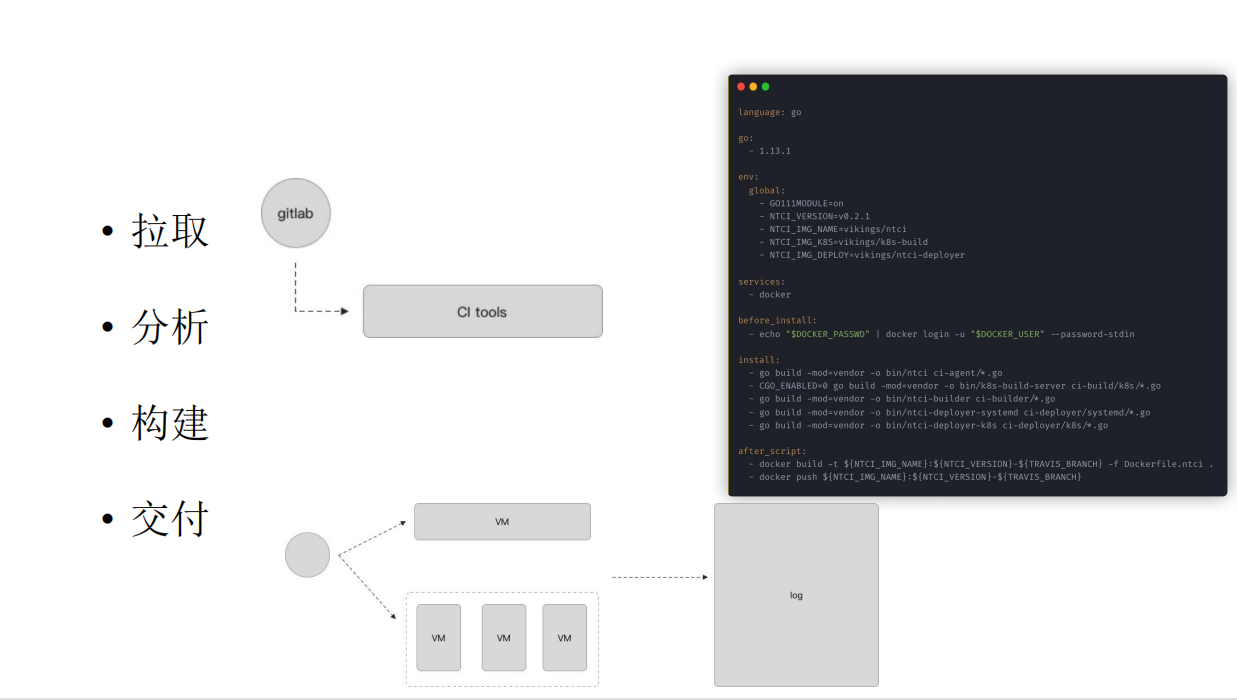 • 拉取
• 分析
• 构建
• 交付
gitlab
CI tools
VM
VM
VM
VM
log
language: go
go:
- 1.13.1
env:
global:
- GO111MODULE=on
- NTCI_VERSION=v0.2.1
- NTCI_IMG_NAME=vikings/ntci
- NTCI_IMG_K8S=vikings/k8s-build
- NTCI_IMG_DEPLOY=vikings/ntci-deployer
services:
- docker
before_install:
- echo "$DOCKER_PASSWD" | docker login -u "$DOCKER_USER" --password-stdin
install:
- go build -mod=vendor -o bin/ntci ci-agent/*.go
- CGO_ENABLED=0 go build -mod=vendor -o bin/k8s-build-server ci-build/k8s/*.go
- go build -mod=vendor -o bin/ntci-builder ci-builder/*.go
- go build -mod=vendor -o bin/ntci-deployer-systemd ci-deployer/systemd/*.go
- go build -mod=vendor -o bin/ntci-deployer-k8s ci-deployer/k8s/*.go
after_script:
- docker build -t ${NTCI_IMG_NAME}:${NTCI_VERSION}-${TRAVIS_BRANCH} -f Dockerfile.ntci .
- docker push ${NTCI_IMG_NAME}:${NTCI_VERSION}-${TRAVIS_BRANCH}